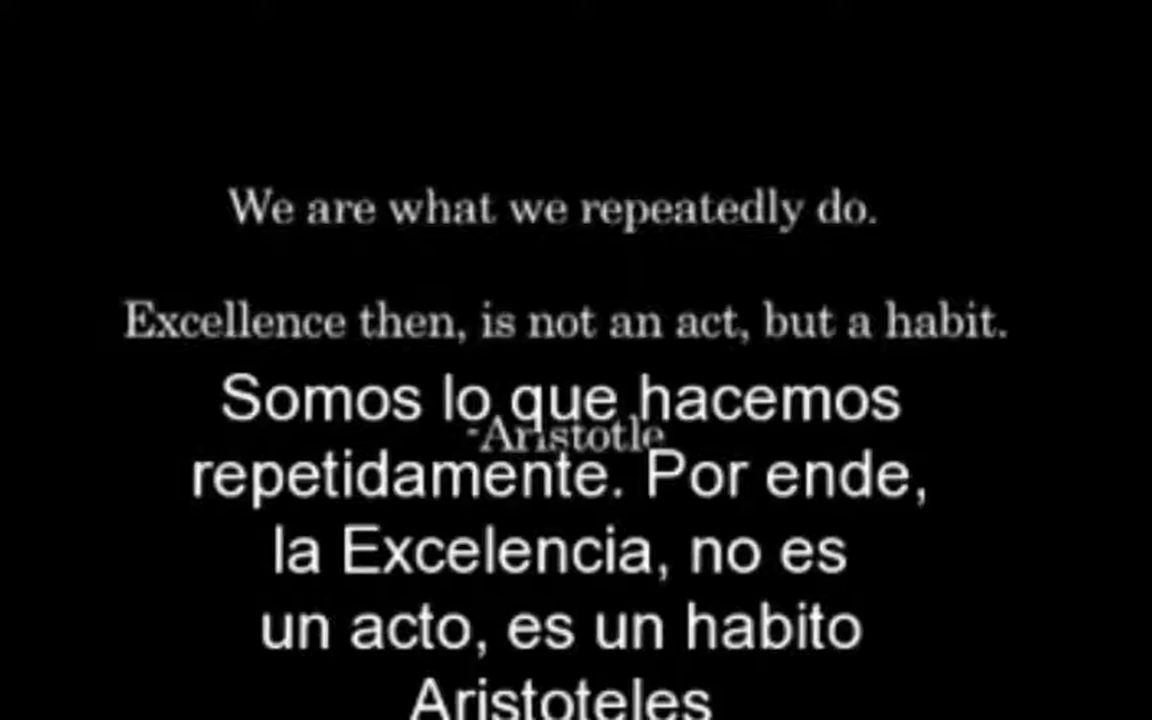 We are what we repeatedly do.
Excellence then, is not an act, but a habit.
Somos lo que hacemos
-Aristotle
repetidamente. Por ende,
la Excelencia, no es
un acto, es un habito
Aristoteles